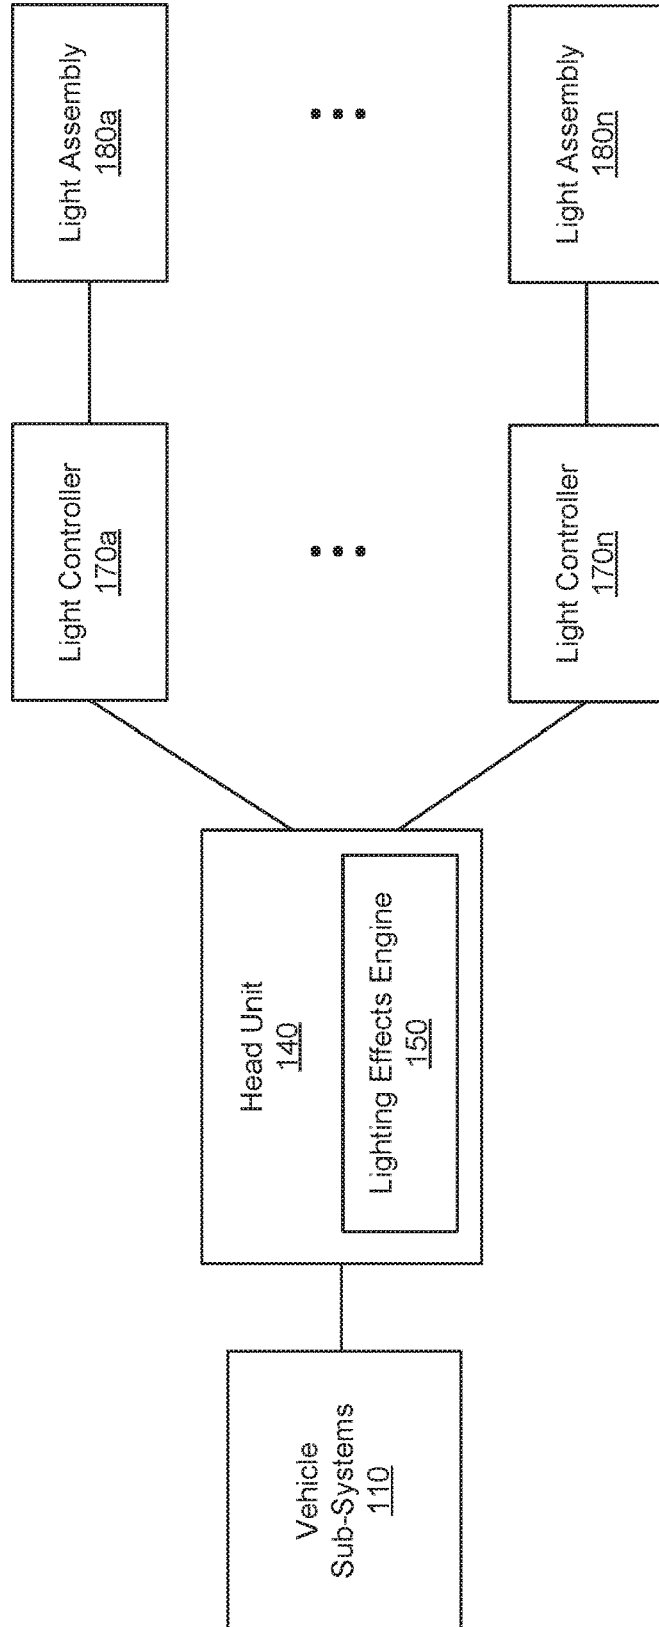 Vehicle
Sub-Systems
110
Head Unit
140
Lighting Effects Engine
150
Light Controller
170a
Light Assembly
180a
Light Controller
170n
Light Assembly
180n